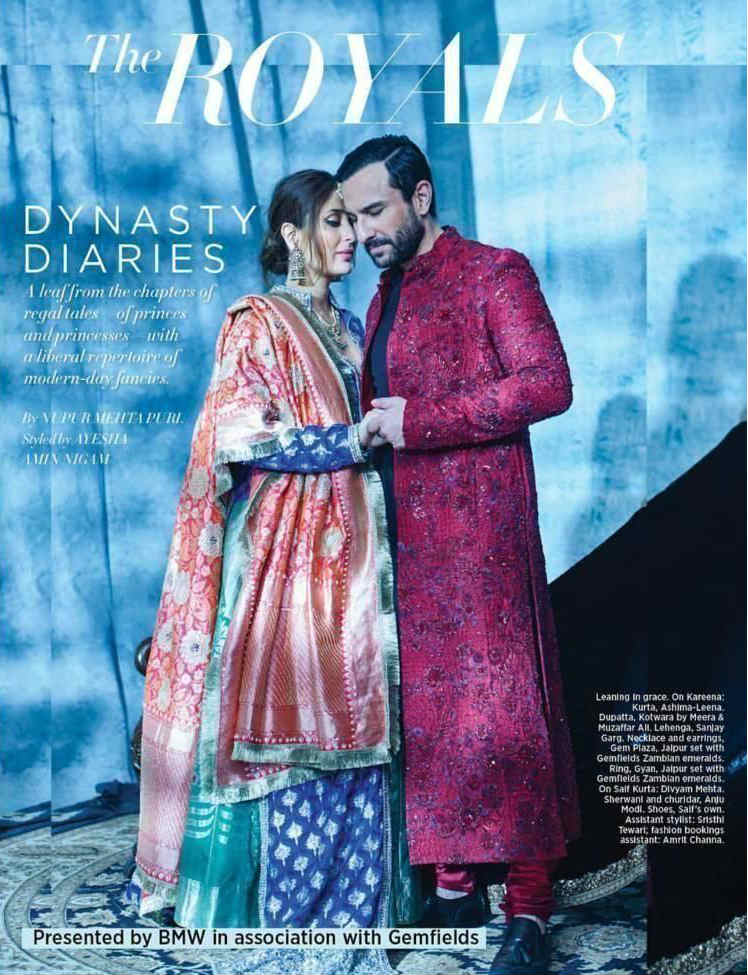 The ROYALS
DYNASTY
DIARIES
A leaf from the chapters of
regal tales of princes
and princesses with
a liberal repertoire of
modern-day fancies.
By NUPUR MEHTA PURI.
Styled by AYESHA
AMIN NIGAM
Leaning in grace. On Kareena:
Kurta, Ashima-Leena.
Dupatta, Kotwara by Meera &
Muzaffar Ali. Lehenga, Sanjay
Garg. Necklace and earrings,
Gem Plaza, Jaipur set with
Gemfields Zambian emeralds.
Ring, Gyan, Jaipur set with
Gemfields Zambian emeralds.
On Saif Kurta: Divyam Mehta.
Sherwani and churidar, Anju
Modi. Shoes, Saif's own.
Assistant stylist: Sristhi
Tewari; fashion bookings
assistant: Amrit Channa.
Presented by BMW in association with Gemfields